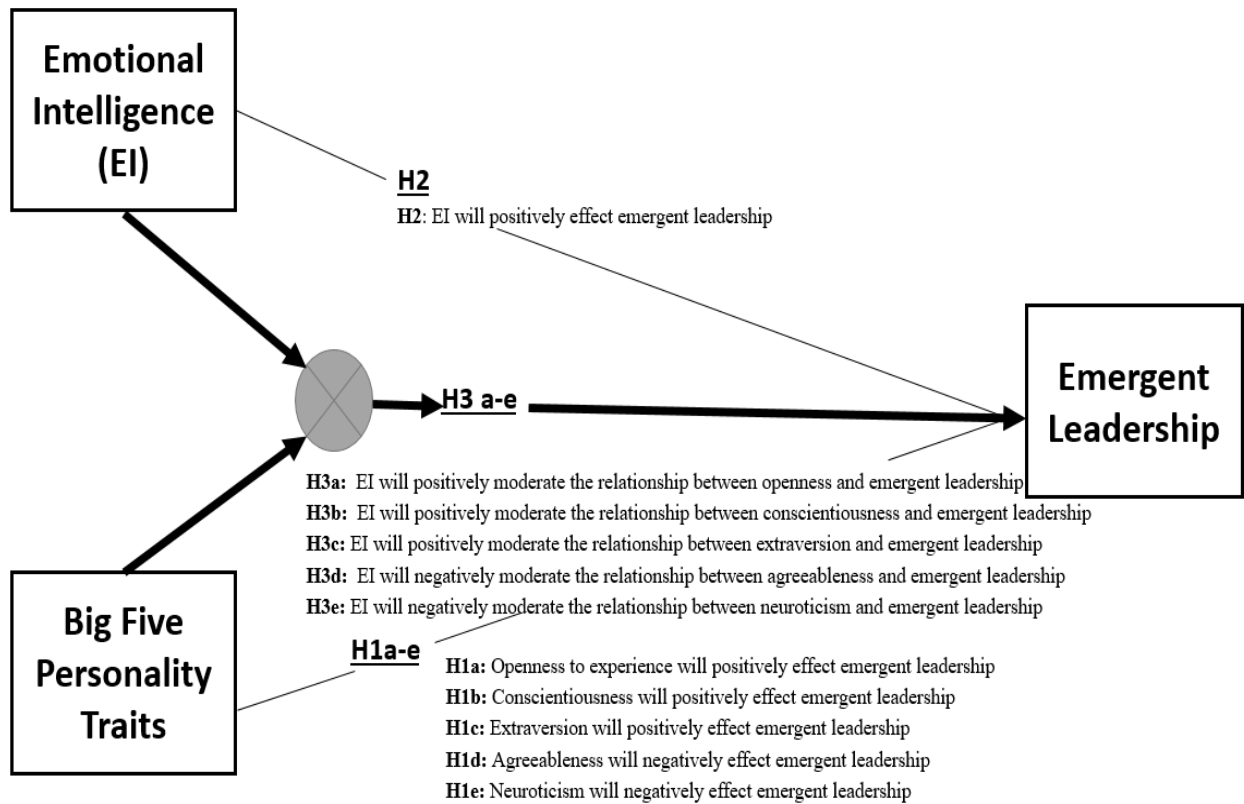 Emotional
Intelligence
(EI)
H2
H2: EI will positively effect emergent leadership
H3 a-e
Emergent
Leadership
H3a: EI will positively moderate the relationship between openness and emergent leadership
H3b: EI will positively moderate the relationship between conscientiousness and emergent leadership
H3c: EI will positively moderate the relationship between extraversion and emergent leadership
H3d: EI will negatively moderate the relationship between agreeableness and emergent leadership
H3e: EI will negatively moderate the relationship between neuroticism and emergent leadership
Big Five
Personality
Traits
H1a-e
H1a: Openness to experience will positively effect emergent leadership
H1b: Conscientiousness will positively effect emergent leadership
H1c: Extraversion will positively effect emergent leadership
H1d: Agreeableness will negatively effect emergent leadership
H1e: Neuroticism will negatively effect emergent leadership